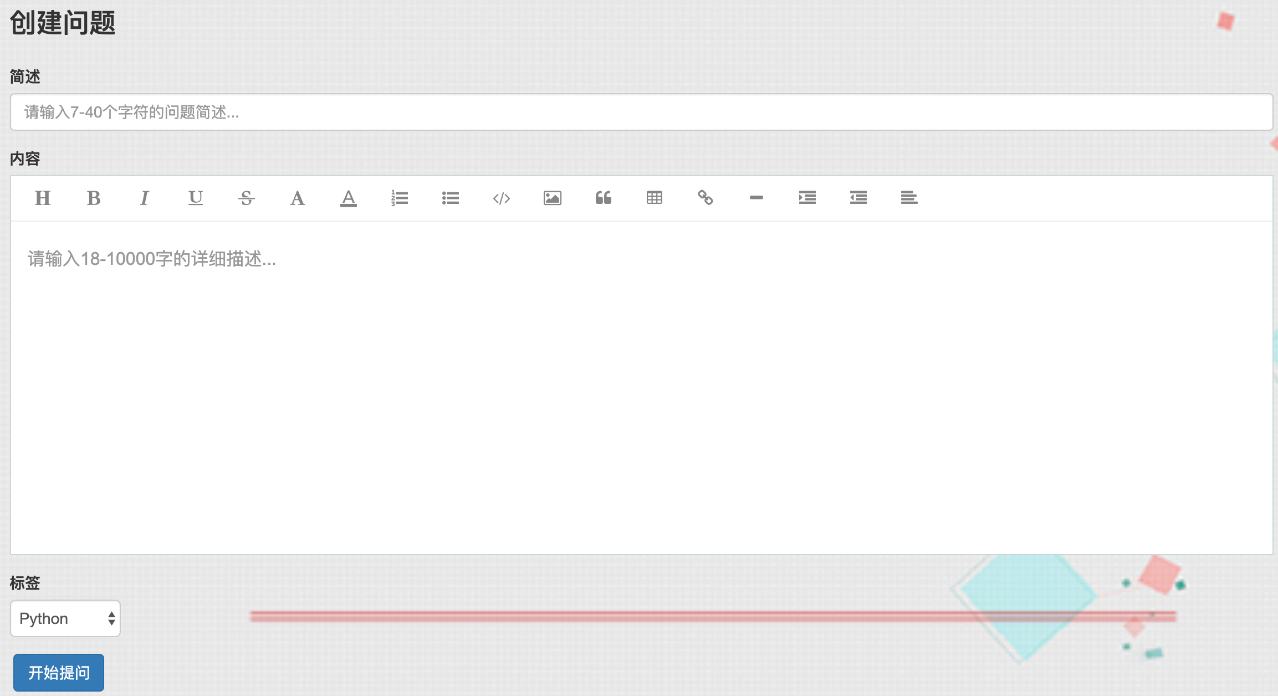 创建问题
简述
请输入7-40个字符的问题简述...
内容
H B I U S A A
请输入18-10000字的详细描述...
标签
Python
开始提问